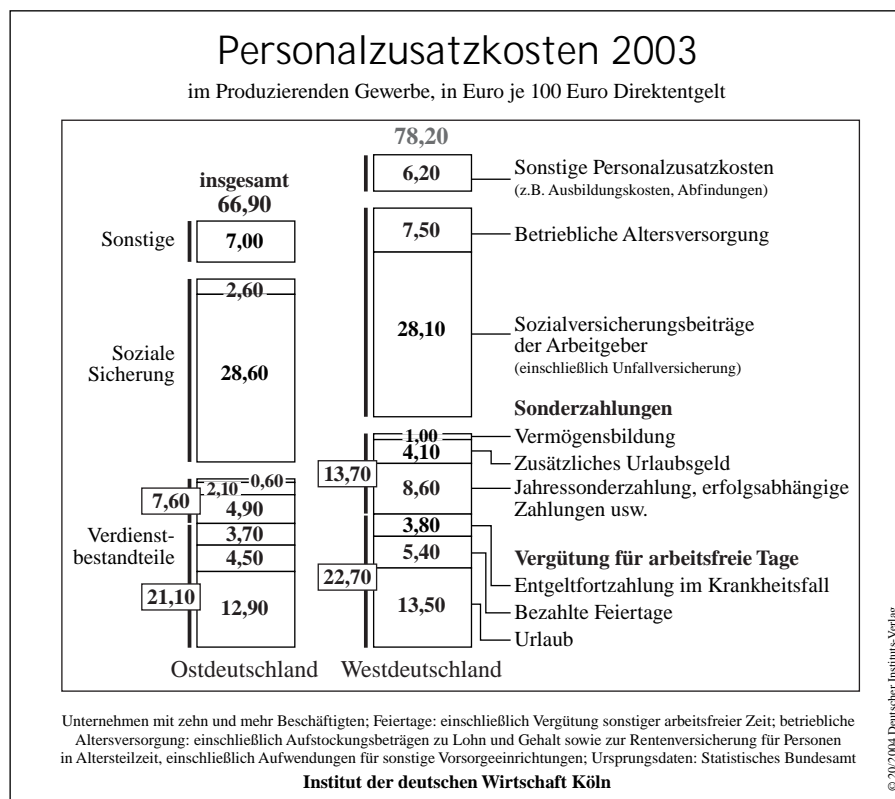 Personalzusatzkosten 2003
im Produzierenden Gewerbe, in Euro je 100 Euro Direktentgelt
78,20
insgesamt
66,90
6,20
Sonstige Personalzusatzkosten
(z.B. Ausbildungskosten, Abfindungen)
Sonstige
7,00
7,50
Betriebliche Altersversorgung
2,60
Soziale
Sicherung
28,60
28,10
Sozialversicherungsbeiträge
der Arbeitgeber
(einschließlich Unfallversicherung)
Sonderzahlungen
1,00
Vermögensbildung
4,10
Zusätzliches Urlaubsgeld
13,70
8,60
Jahressonderzahlung, erfolgsabhängige
Zahlungen usw.
0,60
2,10
7,60
4,90
3,70
3,80
Verdienst-
bestandteile
4,50
5,40
Vergütung für arbeitsfreie Tage
22,70
Entgeltfortzahlung im Krankheitsfall
21,10
12,90
13,50
Bezahlte Feiertage
Urlaub
Ostdeutschland
Westdeutschland
Unternehmen mit zehn und mehr Beschäftigten; Feiertage: einschließlich Vergütung sonstiger arbeitsfreier Zeit; betriebliche
Altersversorgung: einschließlich Aufstockungsbeträgen zu Lohn und Gehalt sowie zur Rentenversicherung für Personen
in Altersteilzeit, einschließlich Aufwendungen für sonstige Vorsorgeeinrichtungen; Ursprungsdaten: Statistisches Bundesamt
Institut der deutschen Wirtschaft Köln
© 20/2004 Deutscher Instituts-Verlag